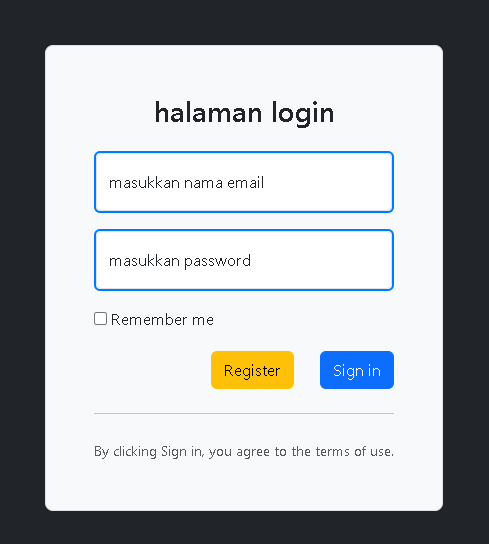 halaman login
masukkan nama email
masukkan password
Remember me
Register Sign in
By clicking Sign in, you agree to the terms of use.